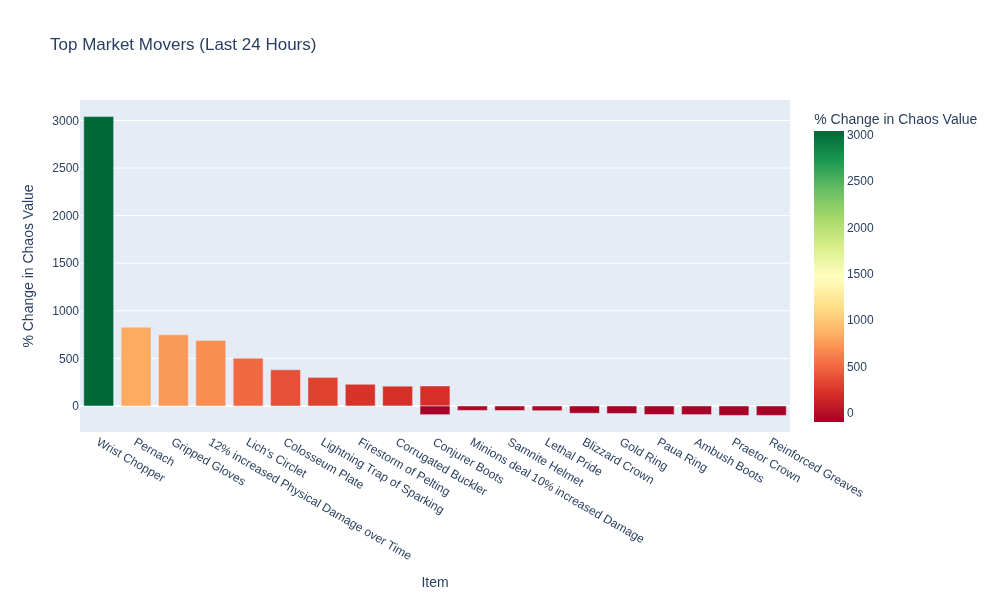 Top Market Movers (Last 24 Hours)
% Change in Chaos Value
3000
2500
2000
1500
1000
500
0
Wrist Chopper
Pernach
Gripped Gloves
12% increased Physical Damage over Time
Lich's Circlet
Colosseum Plate
Lightning Trap of Sparking
Firestorm of Pelting
Corrugated Buckler
Conjurer Boots
Minions deal 10% increased Damage
Samnite Helmet
Lethal Pride
Blizzard Crown
Gold Ring
Paua Ring
Ambush Boots
Praetor Crown
Reinforced Greaves
Item
% Change in Chaos Value
3000
2500
2000
1500
1000
500
0